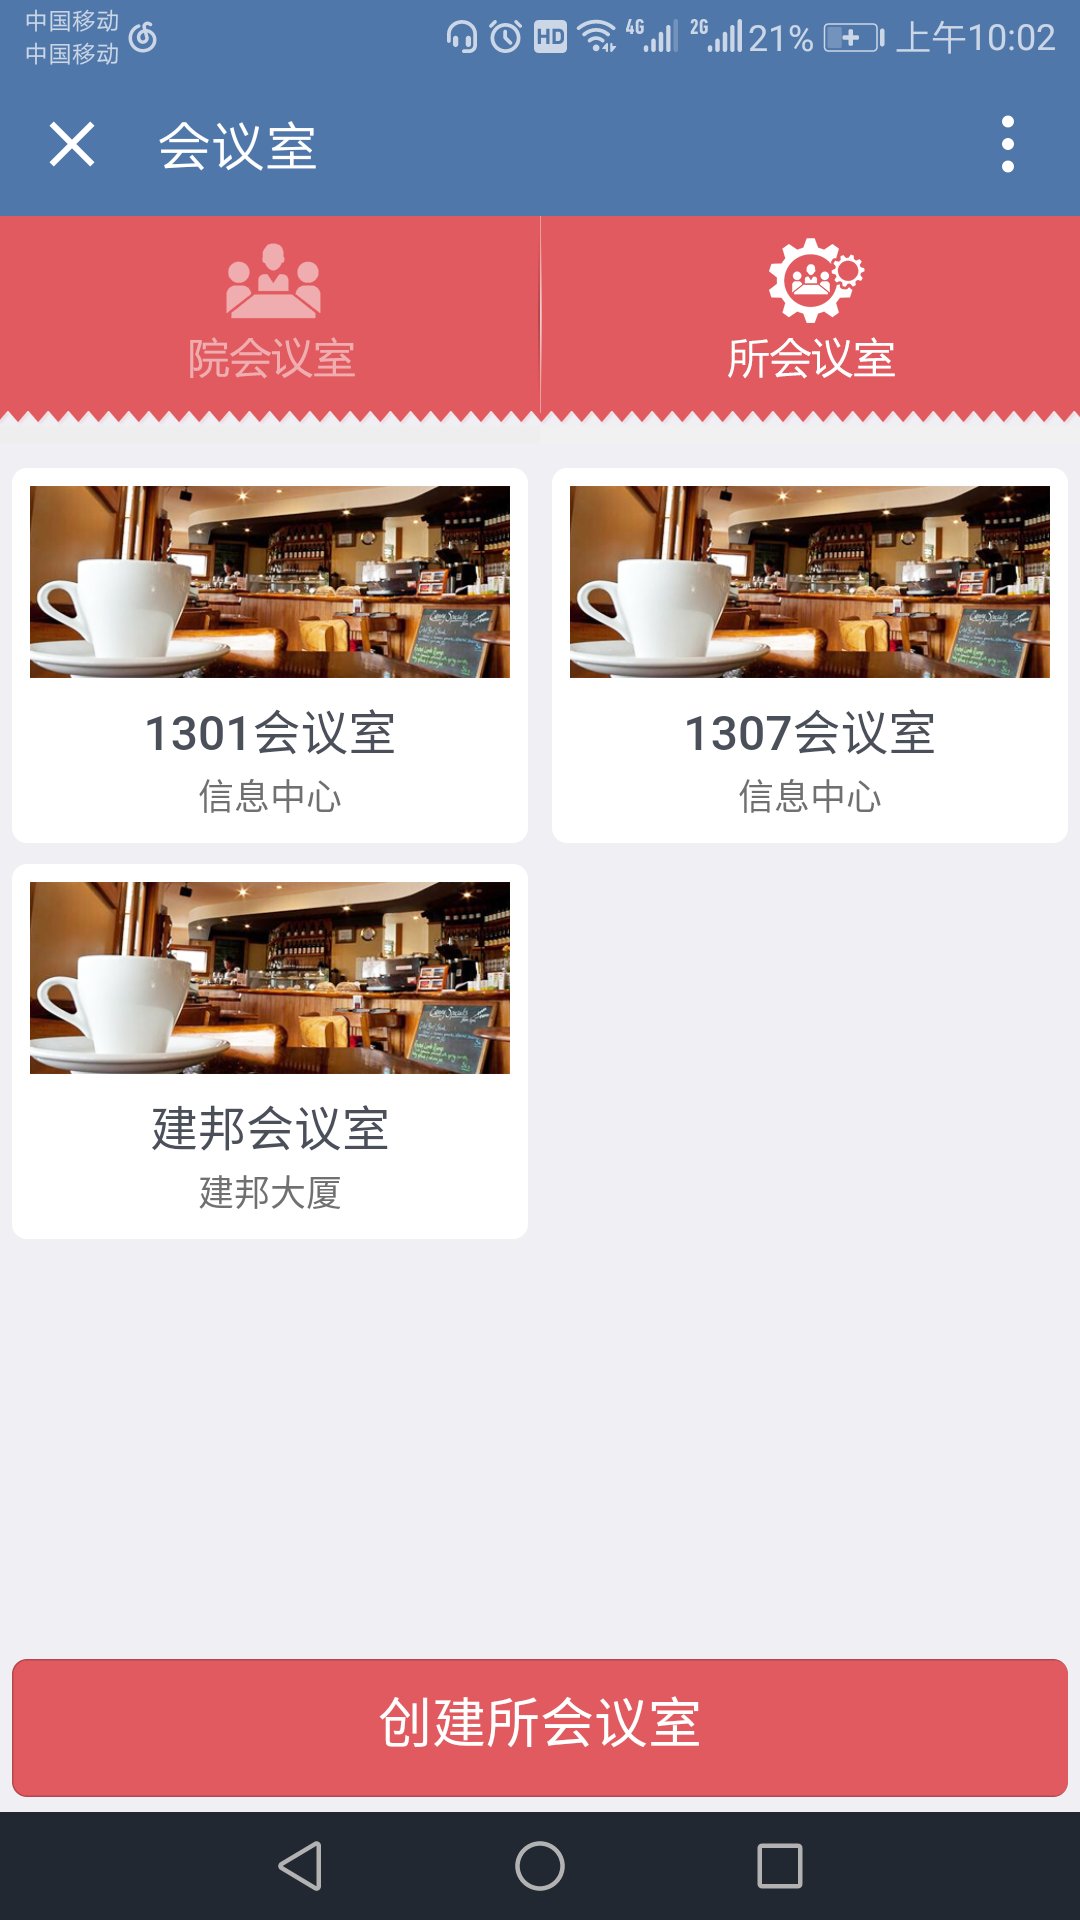 中国移动
中国移动
HD 4G 2G 21% 上午10:02
会议室
院会议室 所会议室
1301会议室 1307会议室
信息中心 信息中心
建邦会议室
建邦大厦
创建所会议室